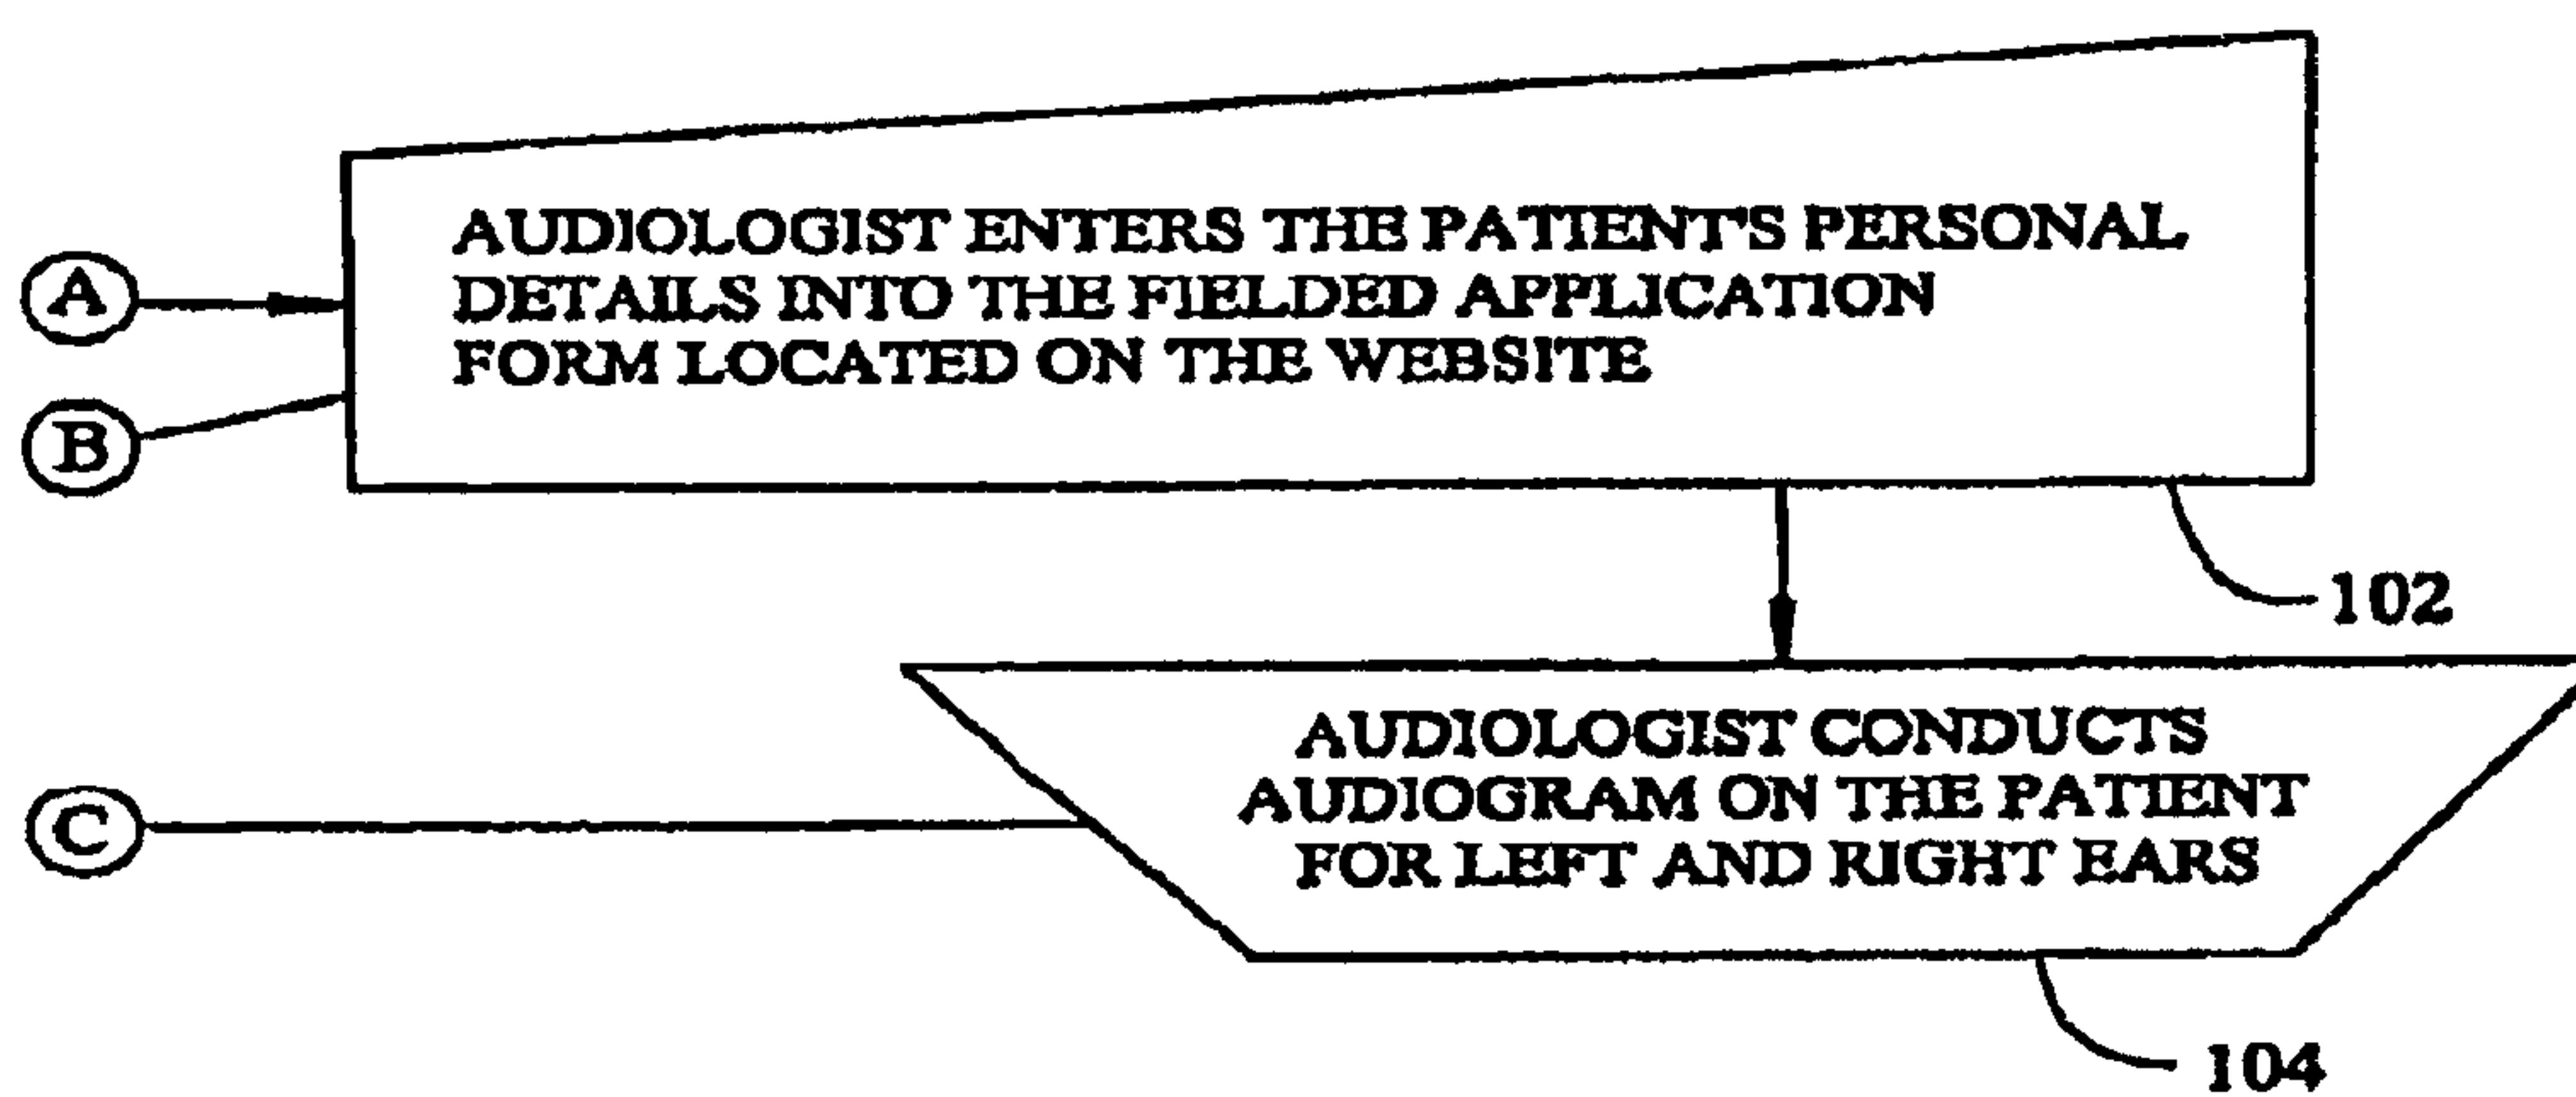 AUDIOLOGIST ENTERS THE PATIENT'S PERSONAL
DETAILS INTO THE FIELDED APPLICATION
FORM LOCATED ON THE WEBSITE
A
B
102
AUDIOLOGIST CONDUCTS
AUDIOGRAM ON THE PATIENT
FOR LEFT AND RIGHT EARS
C
104